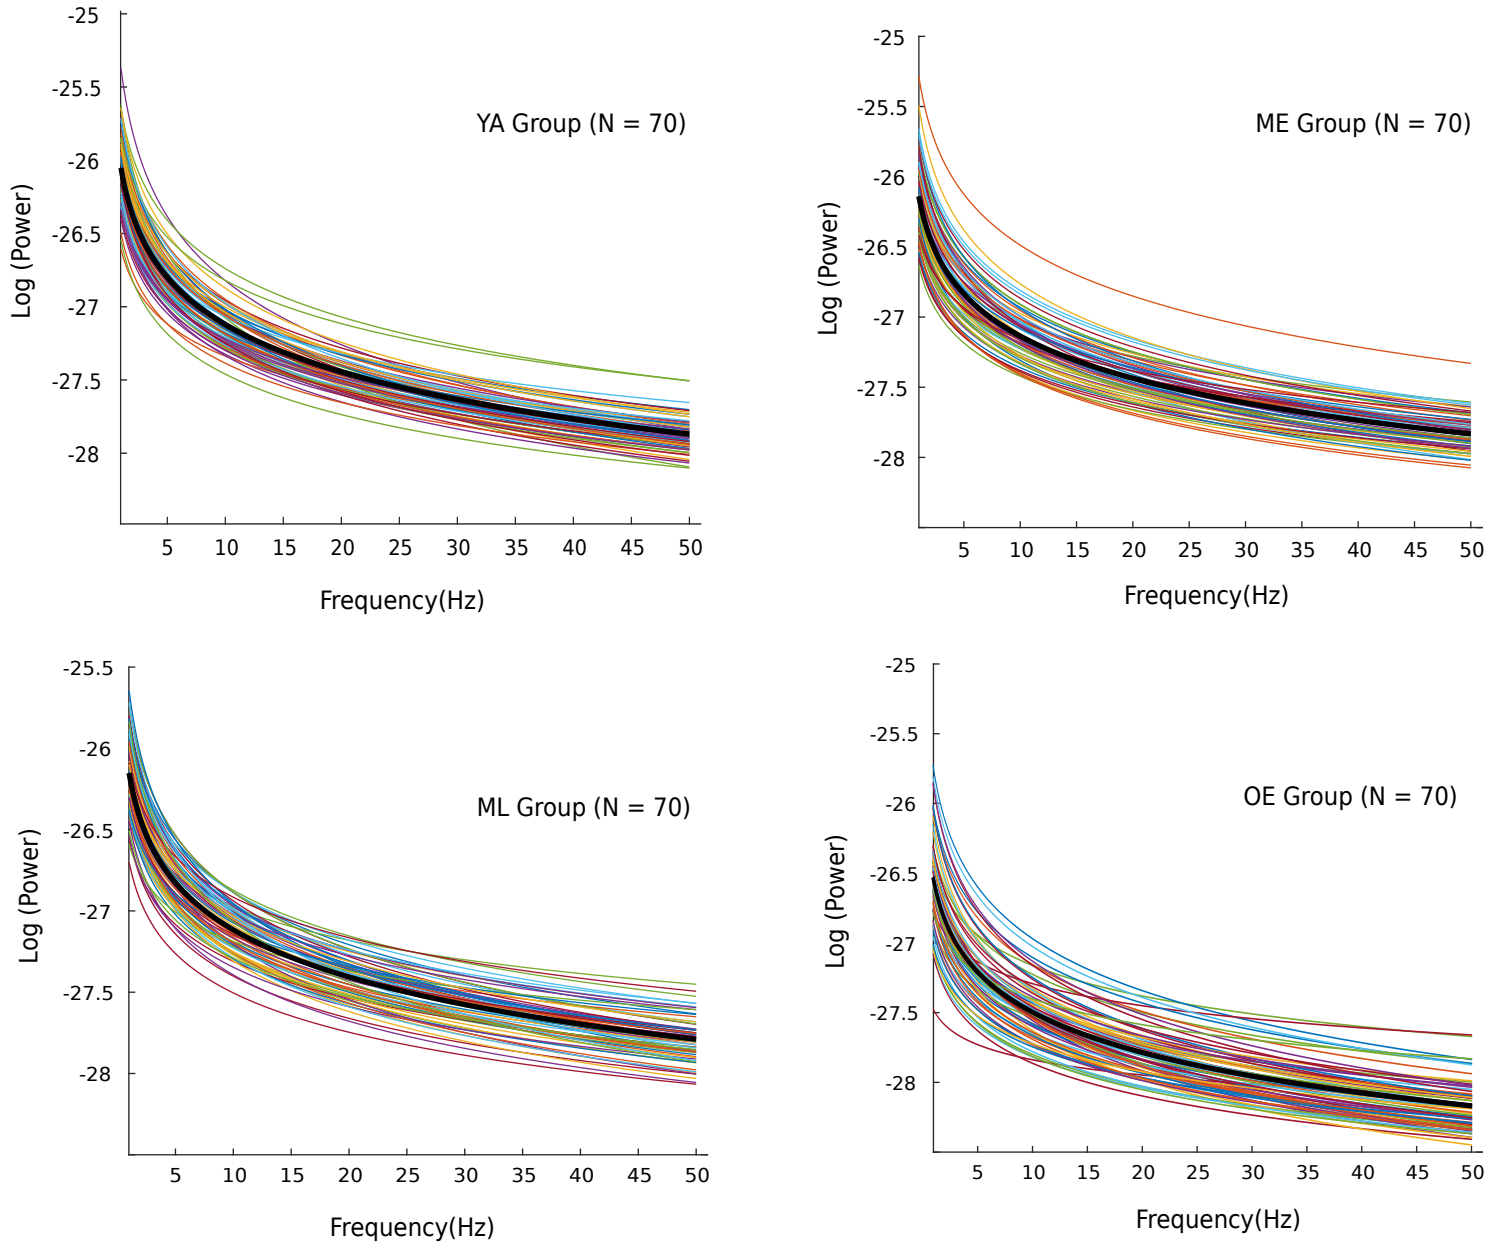 -25
-25.5
-26
-26.5
-27
-27.5
-28
Log (Power)
YA Group (N = 70)
5 10 15 20 25 30 35 40 45 50
Frequency(Hz)
-25
-25.5
-26
-26.5
-27
-27.5
-28
Log (Power)
ME Group (N = 70)
5 10 15 20 25 30 35 40 45 50
Frequency(Hz)
-25.5
-26
-26.5
-27
-27.5
-28
Log (Power)
ML Group (N = 70)
5 10 15 20 25 30 35 40 45 50
Frequency(Hz)
-25
-25.5
-26
-26.5
-27
-27.5
-28
Log (Power)
OE Group (N = 70)
5 10 15 20 25 30 35 40 45 50
Frequency(Hz)